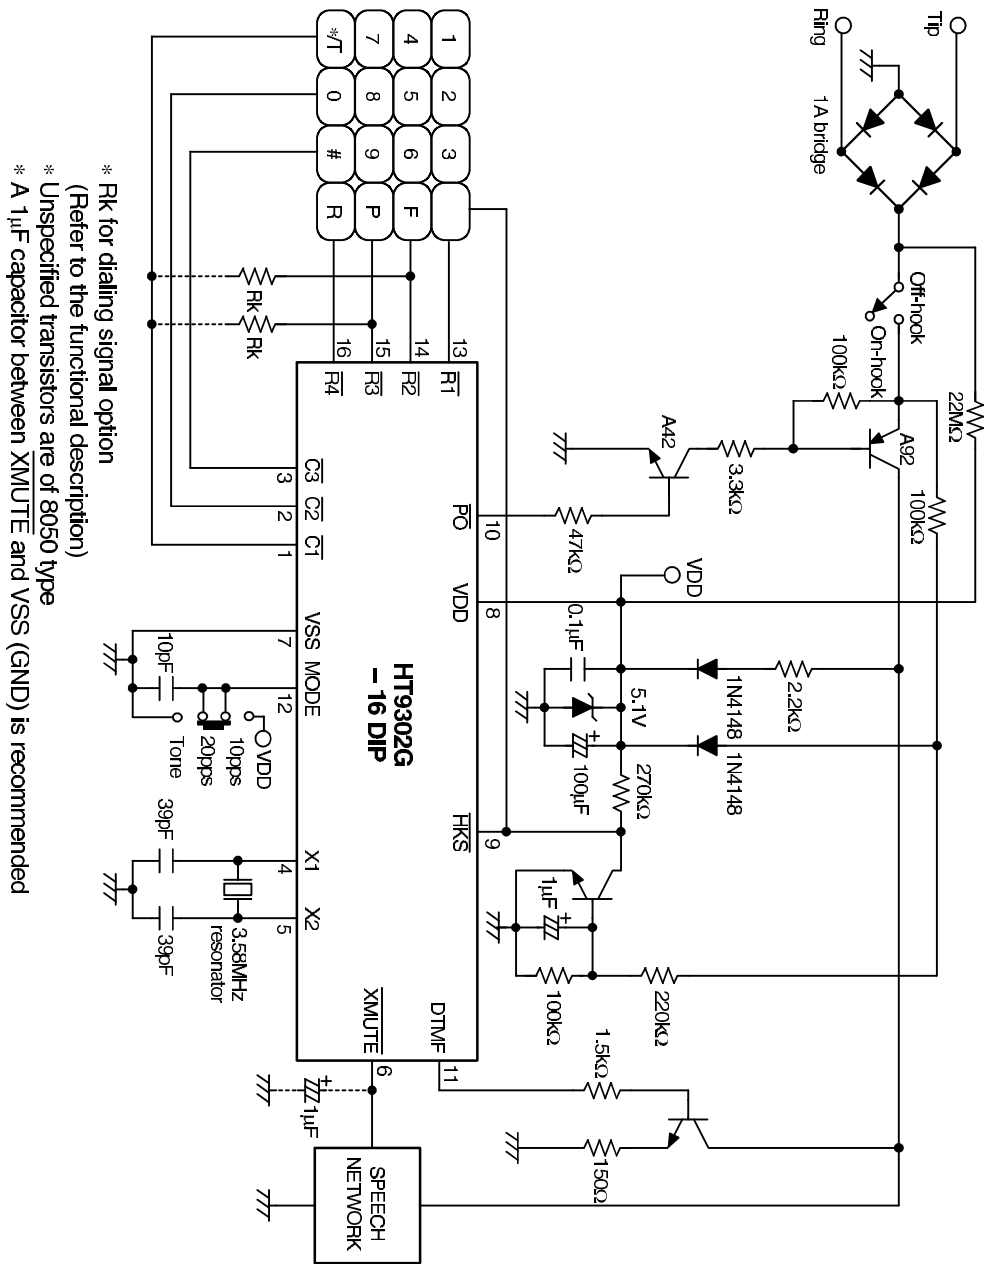 Tip
Ring
1A bridge
Off-hook
On-hook
22MΩ
100kΩ
A92
100kΩ
A42
3.3kΩ
47kΩ
VDD
0.1μF
5.1V
100μF
1N4148
2.2kΩ
1N4148
270kΩ
1μF
+
+
100kΩ
220kΩ
1.5kΩ
150Ω
1 2 3
4 5 6 F
7 8 9 P
*/T 0 # R
Rk
Rk
13 R1
14 R2
15 R3
16 R4
C3 3
C2 2
C1 1
PO 10
VDD 8
HKS 9
DTMF 11
XMUTE 6
HT9302G
– 16 DIP
VSS 7
MODE 12
X1 4
X2 5
10pF
VDD
10pps
20pps
Tone
39pF
39pF
3.58MHz
resonator
+
1μF
SPEECH
NETWORK
* Rk for dialing signal option
(Refer to the functional description)
* Unspecified transistors are of 8050 type
* A 1μF capacitor between XMUTE and VSS (GND) is recommended